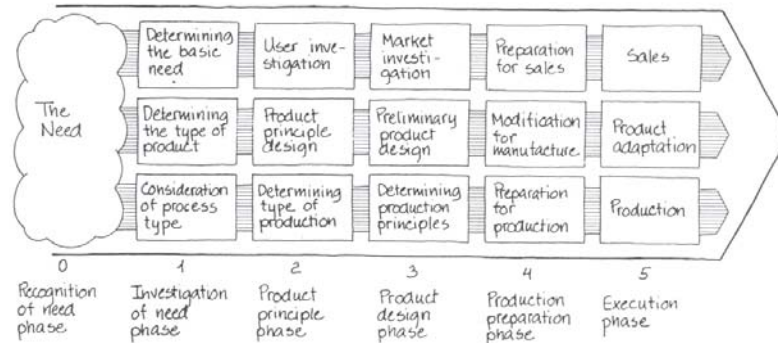 The
Need
Determining
the basic
need
User inve-
stigation
Market
investi-
gation
Preparation
for sales
Sales
Determining
the type of
product
Product
principle
design
Preliminary
product
design
Modification
for
manufacture
Product
adaptation
Consideration
of process
type
Determining
type of
production
Determining
production
principles
Preparation
for
production
Production
0
Recognition
of need
phase
1
Investigation
of need
phase
2
Product
principle
phase
3
Product
design
phase
4
Production
preparation
phase
5
Execution
phase